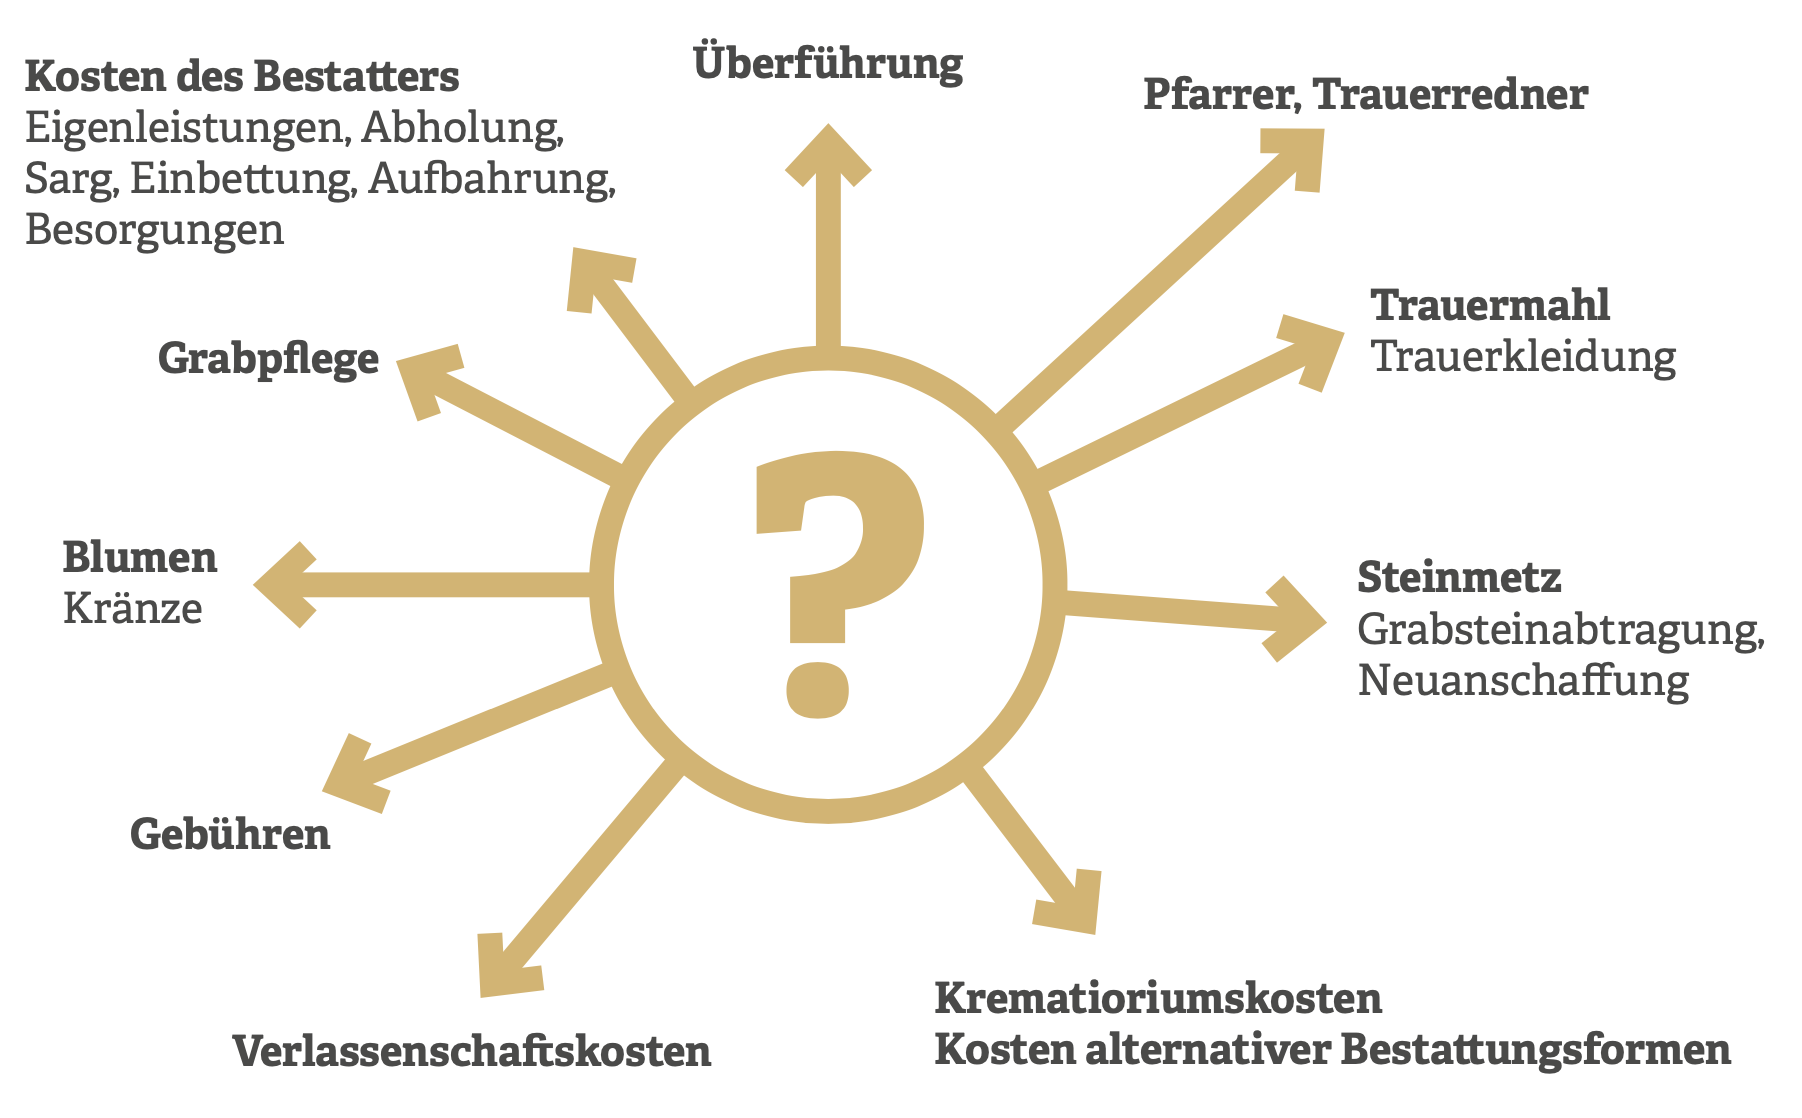 Überführung
Kosten des Bestatters
Eigenleistungen, Abholung,
Sarg, Einbettung, Aufbahrung,
Besorgungen
Pfarrer, Trauerredner
Trauermahl
Trauerkleidung
Grabpflege
?
Blumen
Kränze
Steinmetz
Grabsteinabtragung,
Neuanschaffung
Gebühren
Verlassenschaftskosten
Krematioriumskosten
Kosten alternativer Bestattungsformen